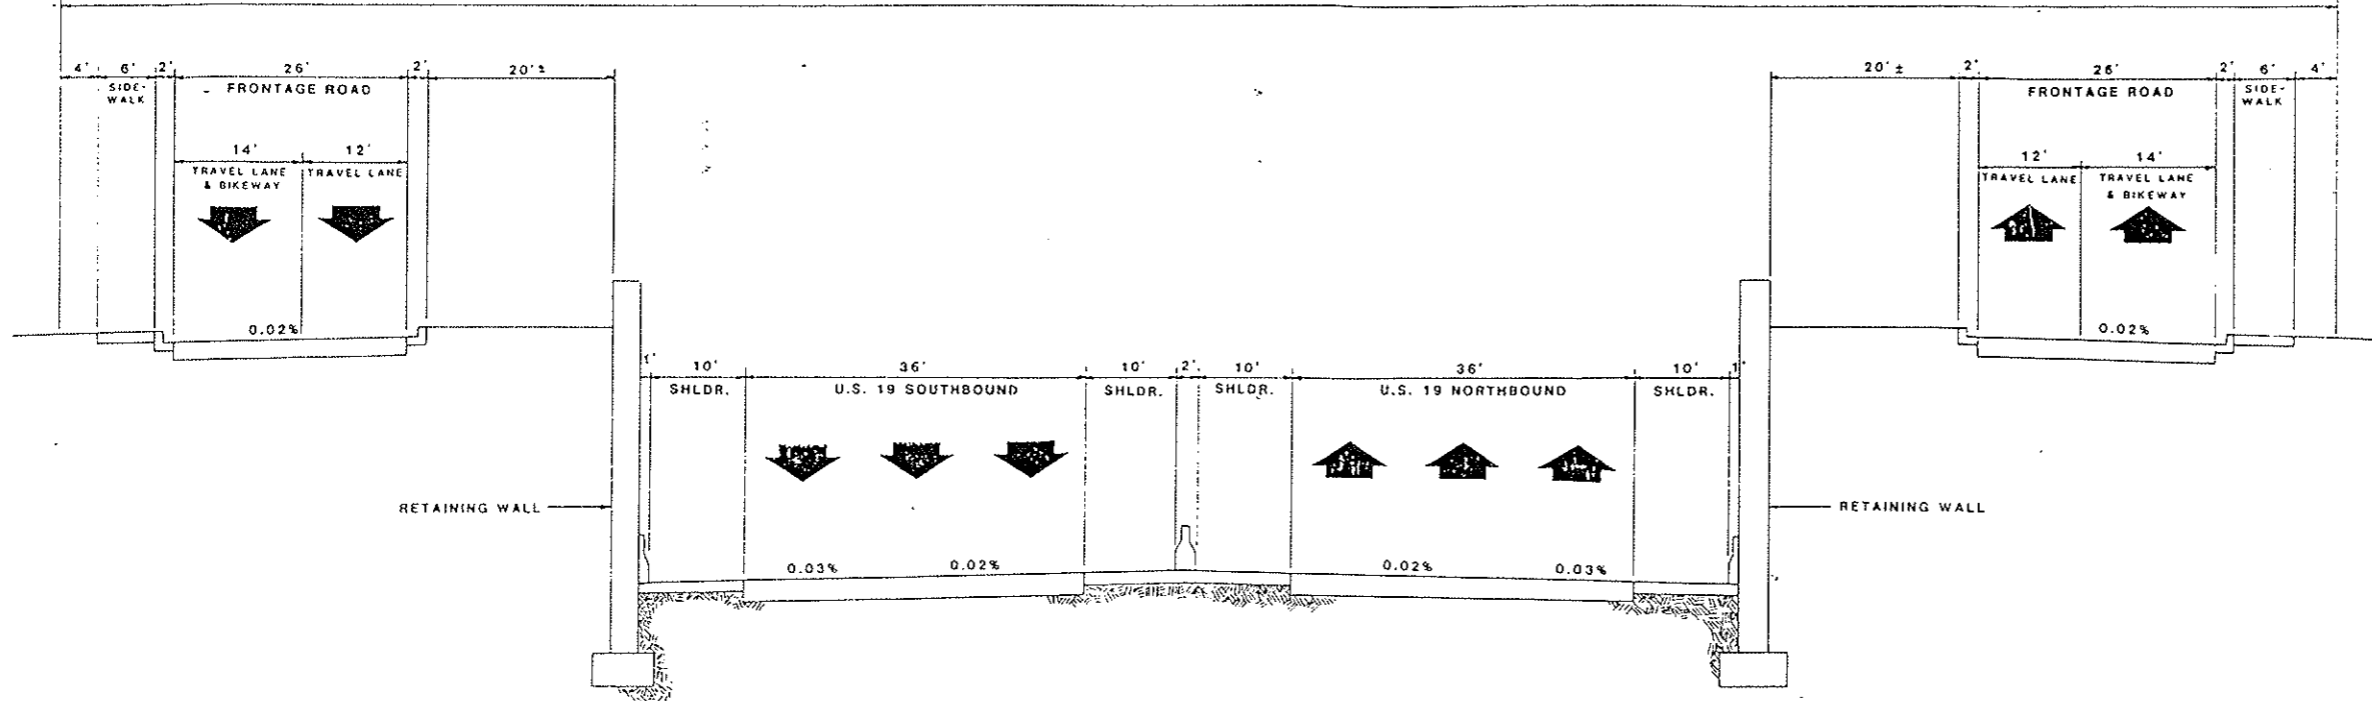 4' 6' 2' 26' 2' 20'± 20'± 2' 26' 2' 6' 4'
SIDE-
WALK
FRONTAGE ROAD
FRONTAGE ROAD
SIDE-
WALK
14' 12'
TRAVEL LANE
& BIKEWAY
TRAVEL LANE
12' 14'
TRAVEL LANE
TRAVEL LANE
& BIKEWAY
0.02%
0.02%
1' 10' 36' 10' 2' 10' 36' 10' 1'
SHLDR. U.S. 19 SOUTHBOUND SHLDR. SHLDR. U.S. 19 NORTHBOUND SHLDR.
RETAINING WALL
RETAINING WALL
0.03% 0.02% 0.02% 0.03%